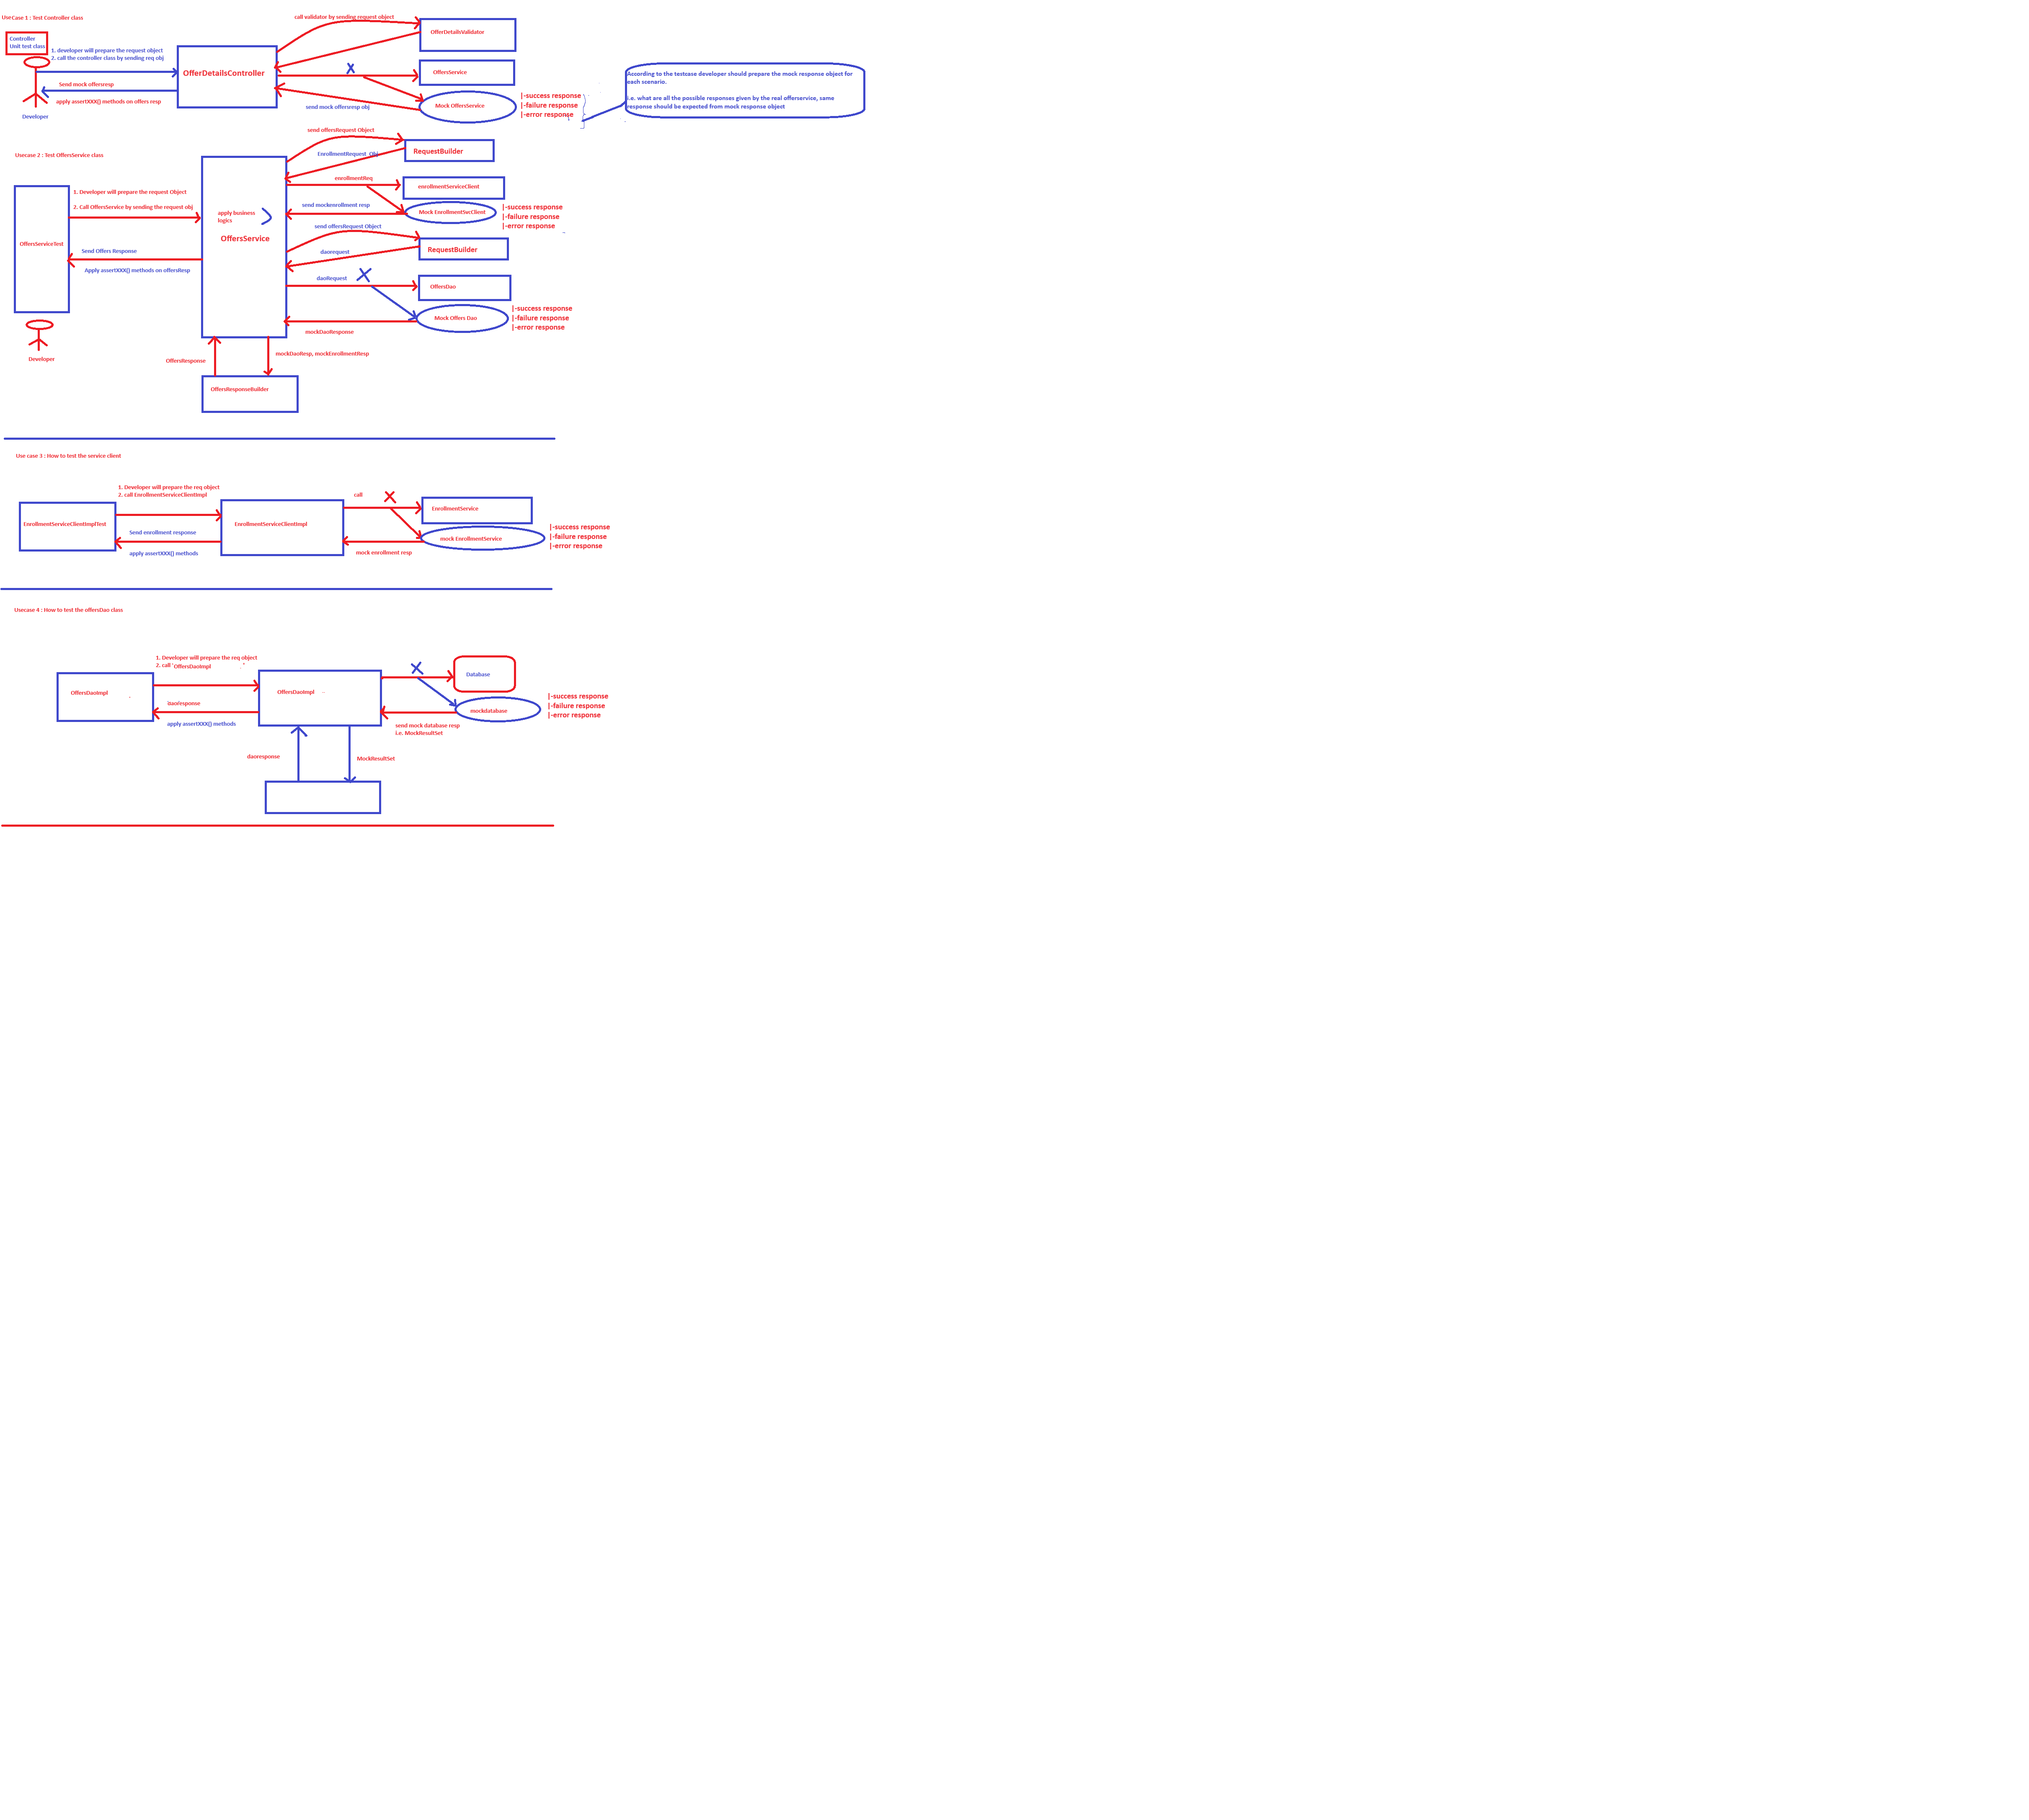 UseCase 1 : Test Controller class
Controller
Unit test class
1. developer will prepare the request object
2. call the controller class by sending req obj
Send mock offersresp
apply assertXXX() methods on offers resp
Developer
OfferDetailsController
call validator by sending request object
OfferDetailsValidator
X
OffersService
Mock OffersService
send mock offersresp obj
|-success response
|-failure response
|-error response
According to the testcase developer should prepare the mock response object for
each scenario.
i.e. what are all the possible responses given by the real offerservice, same
response should be expected from mock response object
Usecase 2 : Test OffersService class
OffersServiceTest
1. Developer will prepare the request Object
2. Call OffersService by sending the request obj
Send Offers Response
Apply assertXXX() methods on offersResp
Developer
apply business
logics
OffersService
send offersRequest Object
EnrollmentRequest Obj
RequestBuilder
enrollmentReq
enrollmentServiceClient
send mockenrollment resp
Mock EnrollmentSvcClient
|-success response
|-failure response
|-error response
send offersRequest Object
daorequest
RequestBuilder
daoRequest
OffersDao
Mock Offers Dao
mockDaoResponse
|-success response
|-failure response
|-error response
OffersResponse
mockDaoResp, mockEnrollmentResp
OffersResponseBuilder
Use case 3 : How to test the service client
EnrollmentServiceClientImplTest
1. Developer will prepare the req object
2. call EnrollmentServiceClientImpl
Send enrollment response
apply assertXXX() methods
EnrollmentServiceClientImpl
call
EnrollmentService
mock EnrollmentService
mock enrollment resp
|-success response
|-failure response
|-error response
Usecase 4 : How to test the offersDao class
OffersDaoImpl
1. Developer will prepare the req object
2. call OffersDaoImpl
Daoresponse
apply assertXXX() methods
OffersDaoImpl
Database
mockdatabase
send mock database resp
i.e. MockResultSet
|-success response
|-failure response
|-error response
daoresponse
MockResultSet